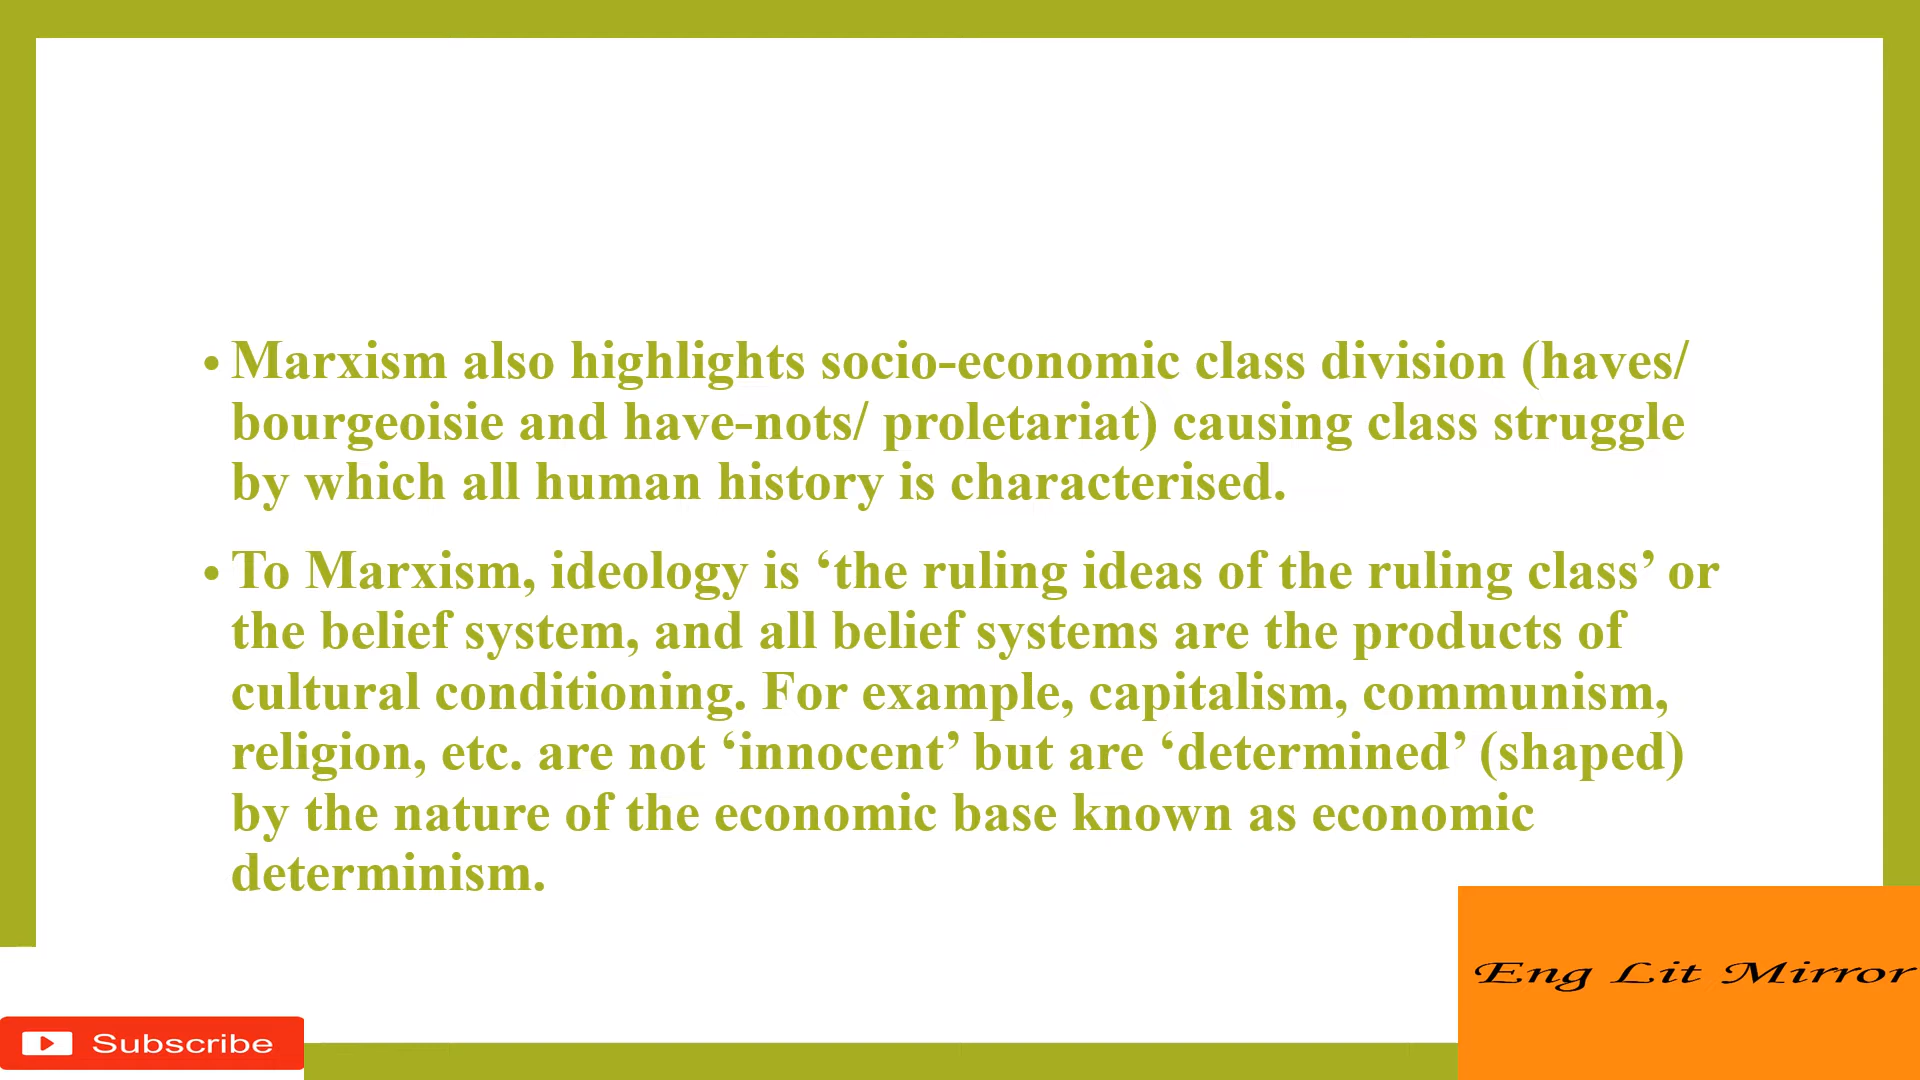 • Marxism also highlights socio-economic class division (haves/
bourgeoisie and have-nots/ proletariat) causing class struggle
by which all human history is characterised.
• To Marxism, ideology is ‘the ruling ideas of the ruling class’ or
the belief system, and all belief systems are the products of
cultural conditioning. For example, capitalism, communism,
religion, etc. are not ‘innocent’ but are ‘determined’ (shaped)
by the nature of the economic base known as economic
determinism.
Eng Lit Mirror
Subscribe